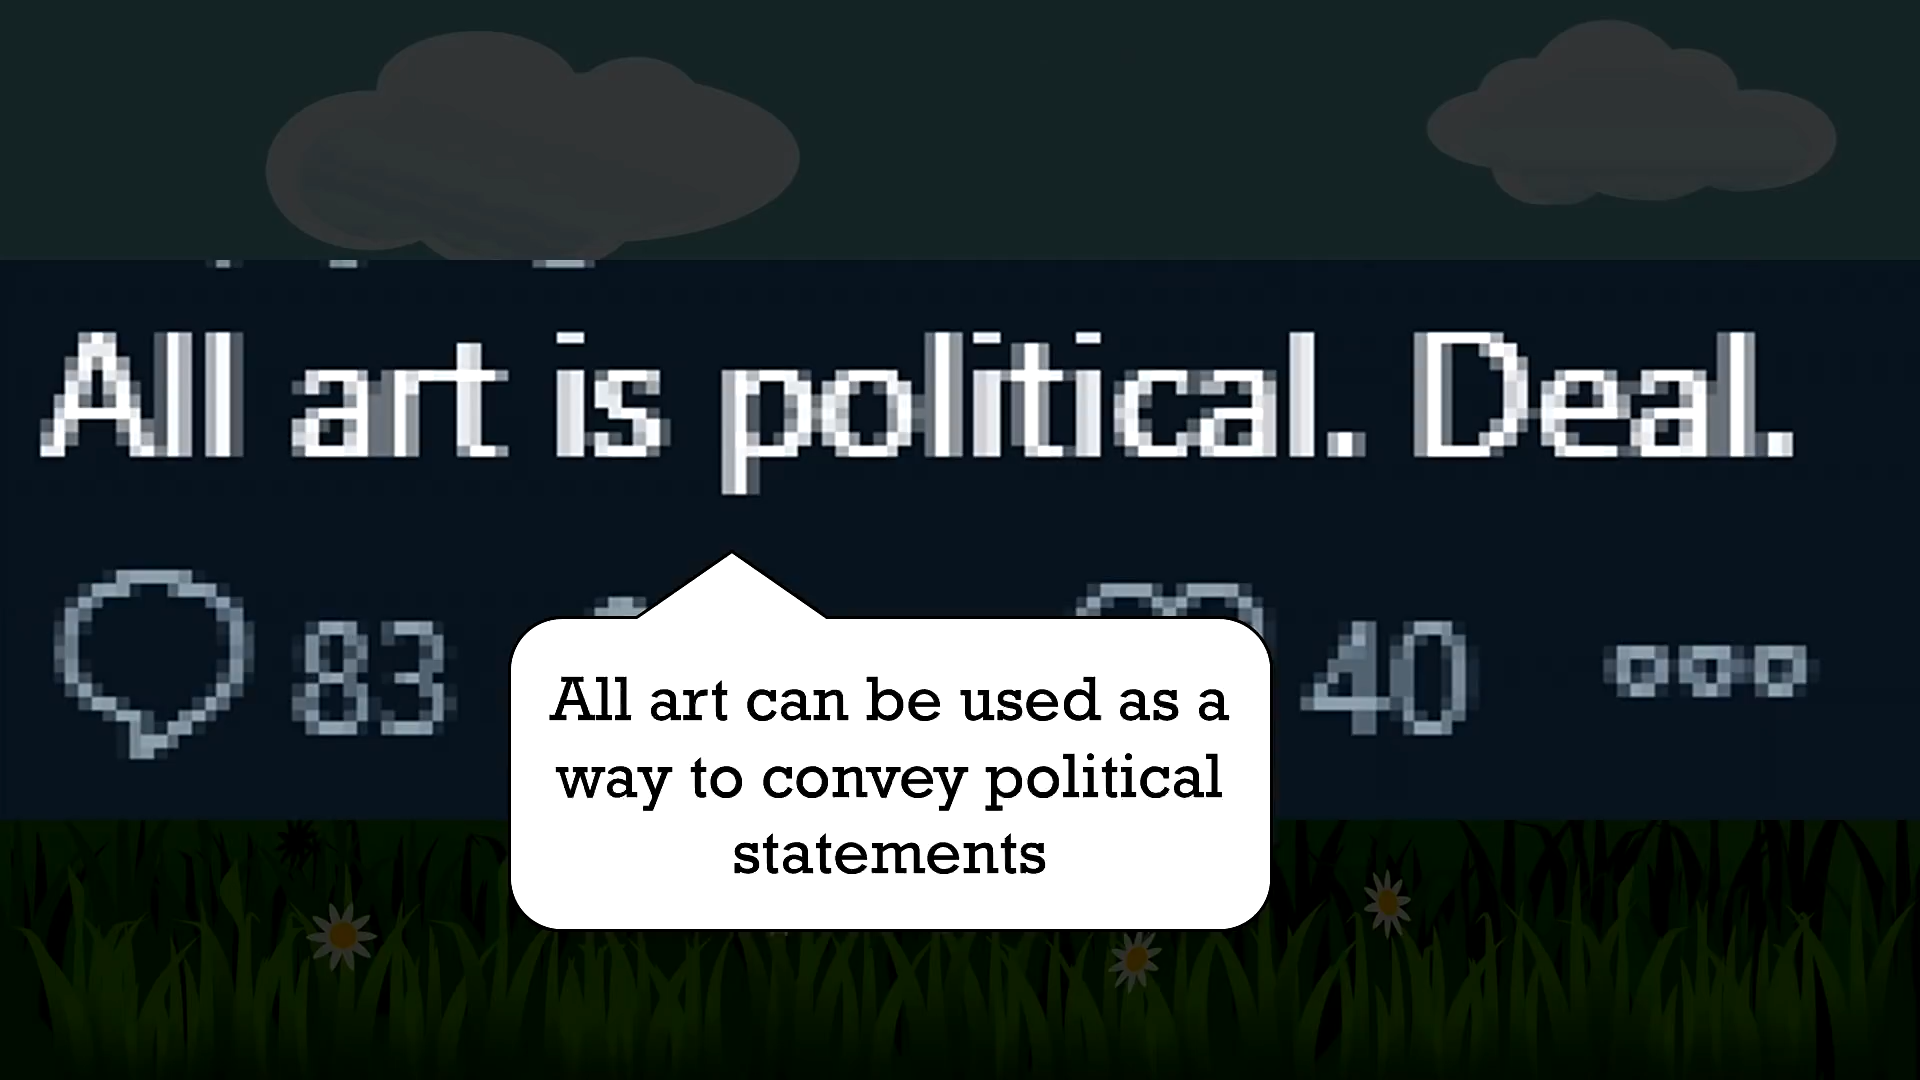 All art is political. Deal.
83
40
All art can be used as a
way to convey political
statements